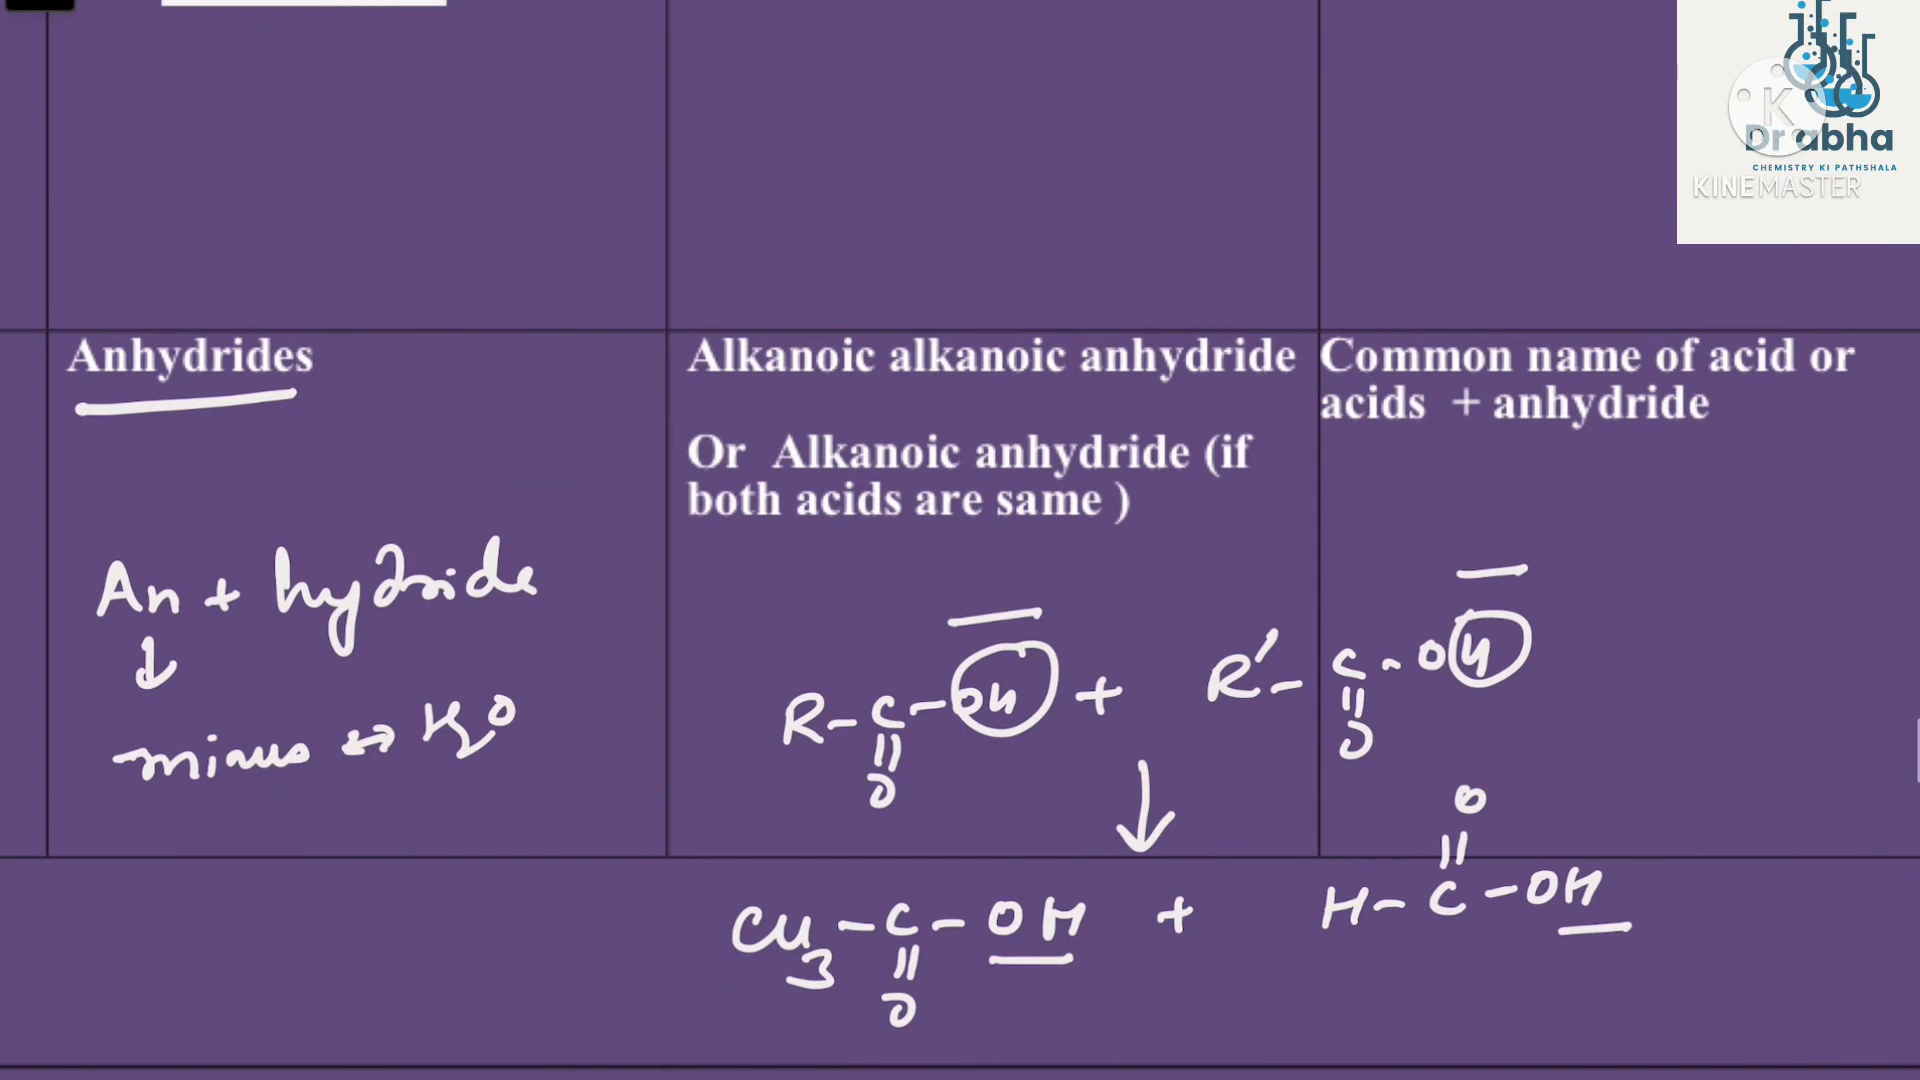 Dr abha
CHEMISTRY KI PATHSHALA
KINEMASTER
Anhydrides
Alkanoic alkanoic anhydride
Or Alkanoic anhydride (if
both acids are same )
Common name of acid or
acids + anhydride
An + hydride
↓
minus ↔ H2O
R-C-OH + R'-C-OH
|| ||
O O
↓
O
||
CH3-C-OH + H-C-OH
||
O